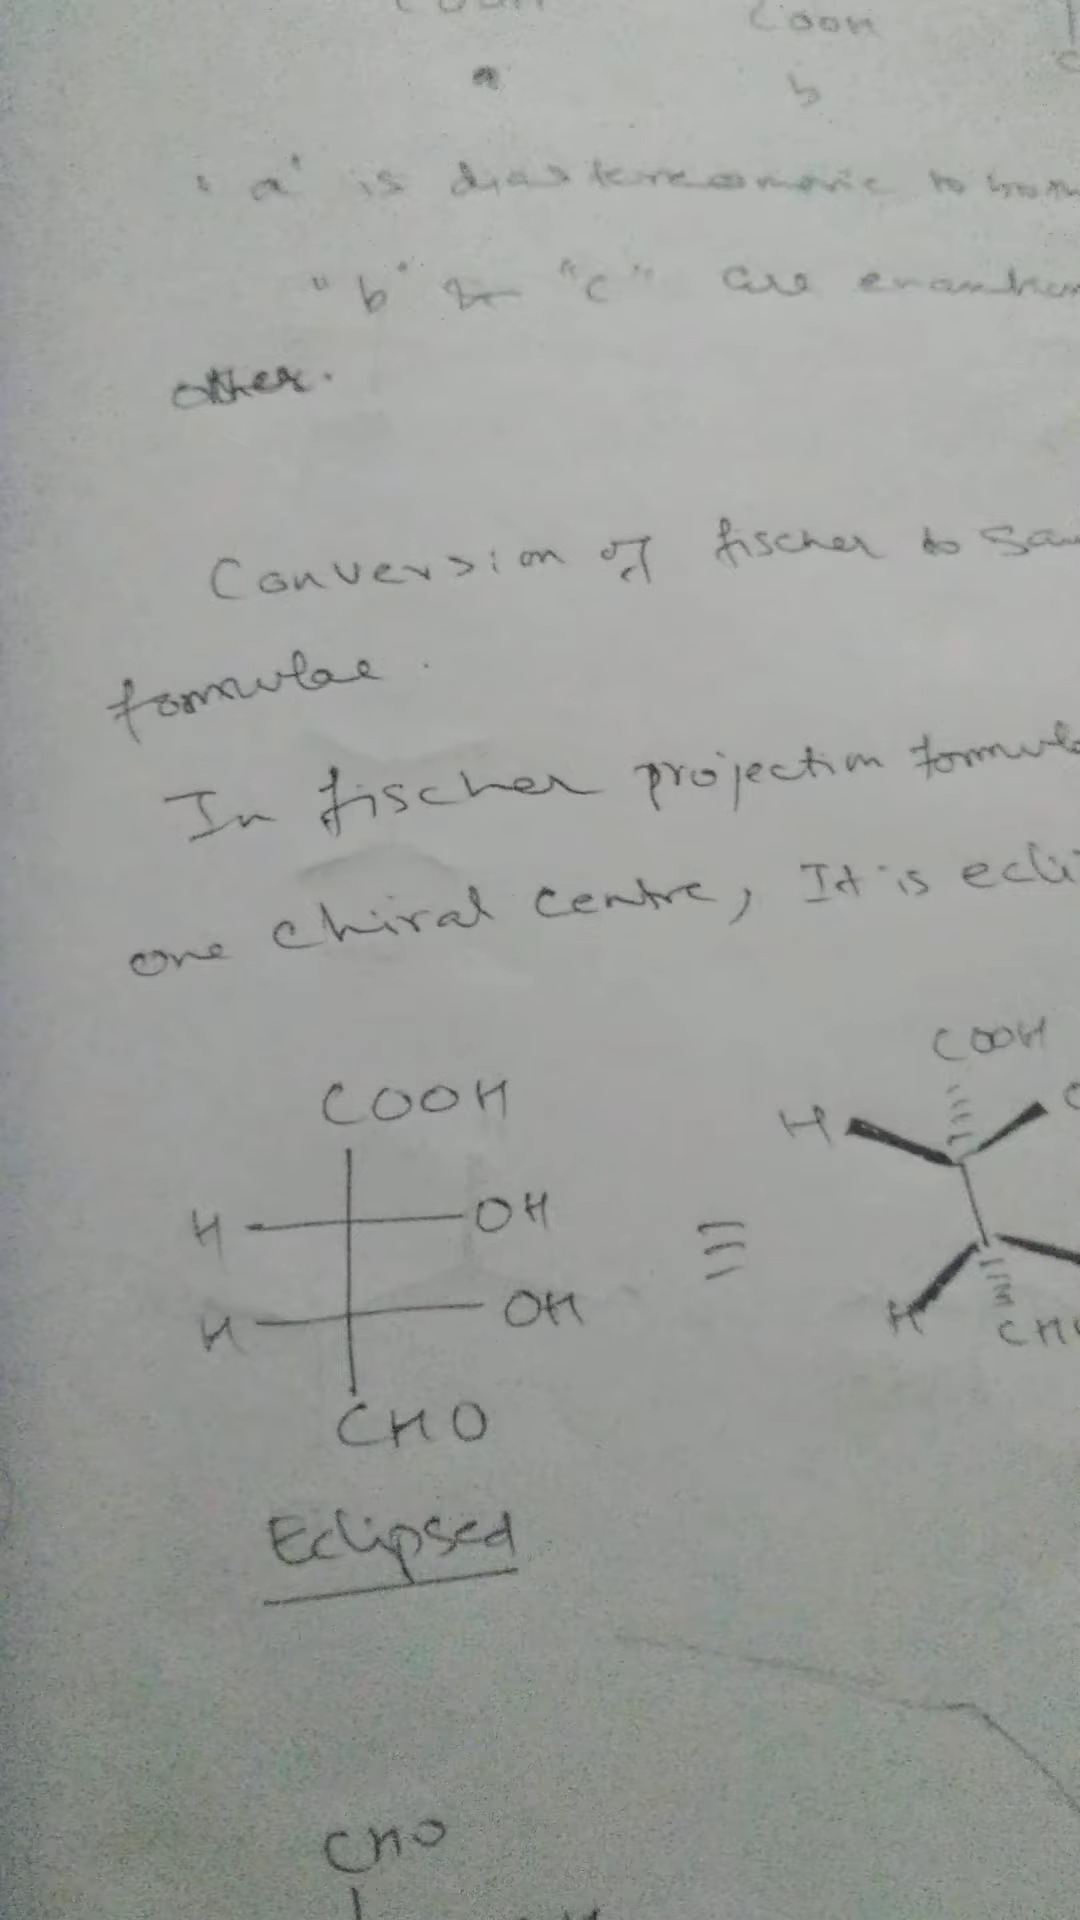 COOH
a b
'a' is diastereomeric to
"b" "c" are
other.
Conversion of fischer to
formulae.
In fischer projection
one chiral centre, It is
COOH
COOH
H
H OH
≡
H OH
H
CHO
Eclipsed
CHO